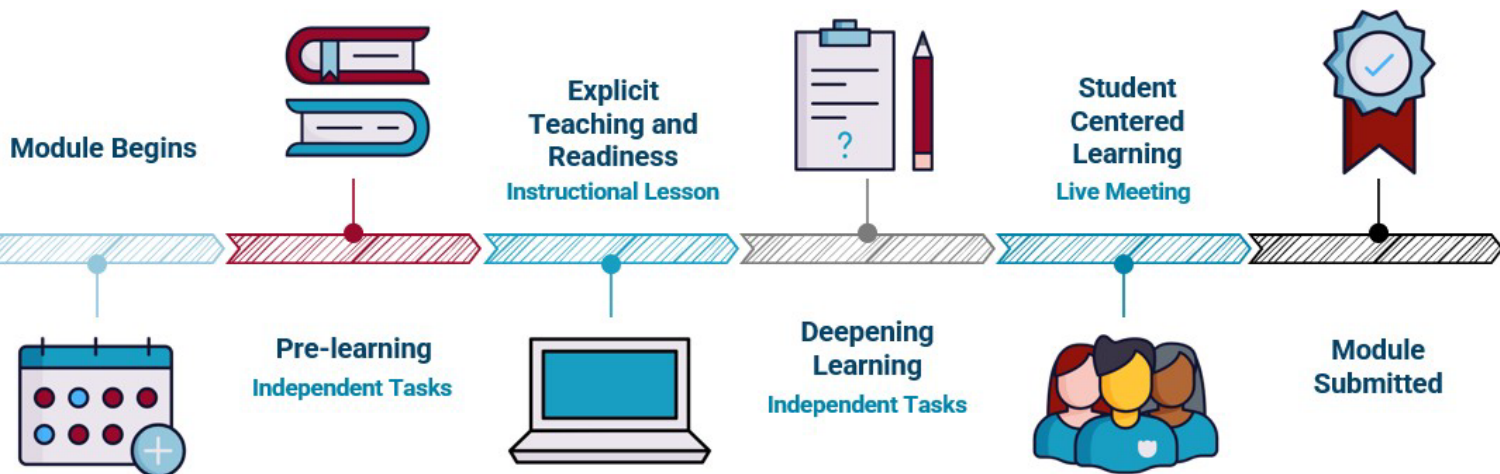 Module Begins
Pre-learning
Independent Tasks
Explicit
Teaching and
Readiness
Instructional Lesson
?
Deepening
Learning
Independent Tasks
Student
Centered
Learning
Live Meeting
Module
Submitted